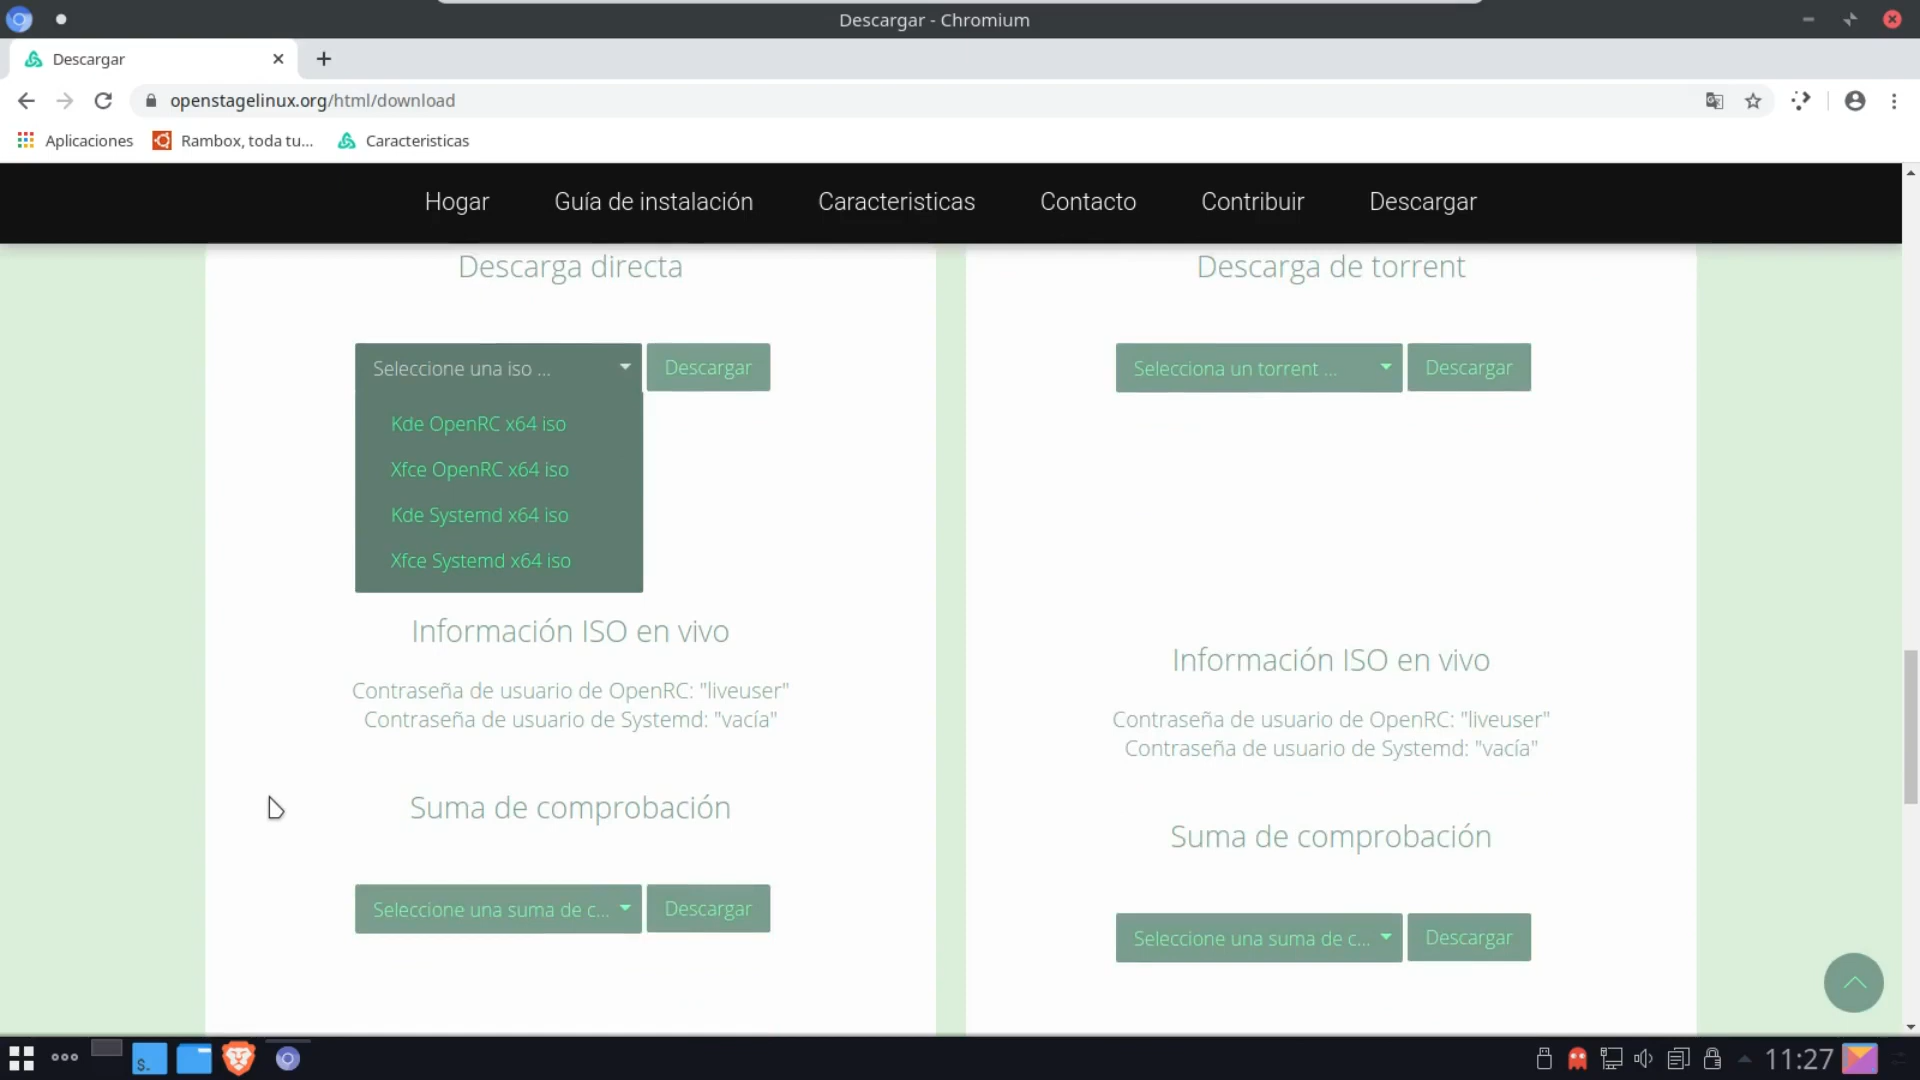 Descargar - Chromium
Descargar
openstagelinux.org/html/download
Aplicaciones
Rambox, toda tu...
Caracteristicas
Hogar
Guía de instalación
Caracteristicas
Contacto
Contribuir
Descargar
Descarga directa
Descarga de torrent
Seleccione una iso ...
Descargar
Selecciona un torrent ...
Descargar
Kde OpenRC x64 iso
Xfce OpenRC x64 iso
Kde Systemd x64 iso
Xfce Systemd x64 iso
Información ISO en vivo
Contraseña de usuario de OpenRC: "liveuser"
Contraseña de usuario de Systemd: "vacía"
Información ISO en vivo
Contraseña de usuario de OpenRC: "liveuser"
Contraseña de usuario de Systemd: "vacía"
Suma de comprobación
Suma de comprobación
Seleccione una suma de c...
Descargar
Seleccione una suma de c...
Descargar
$_
11:27